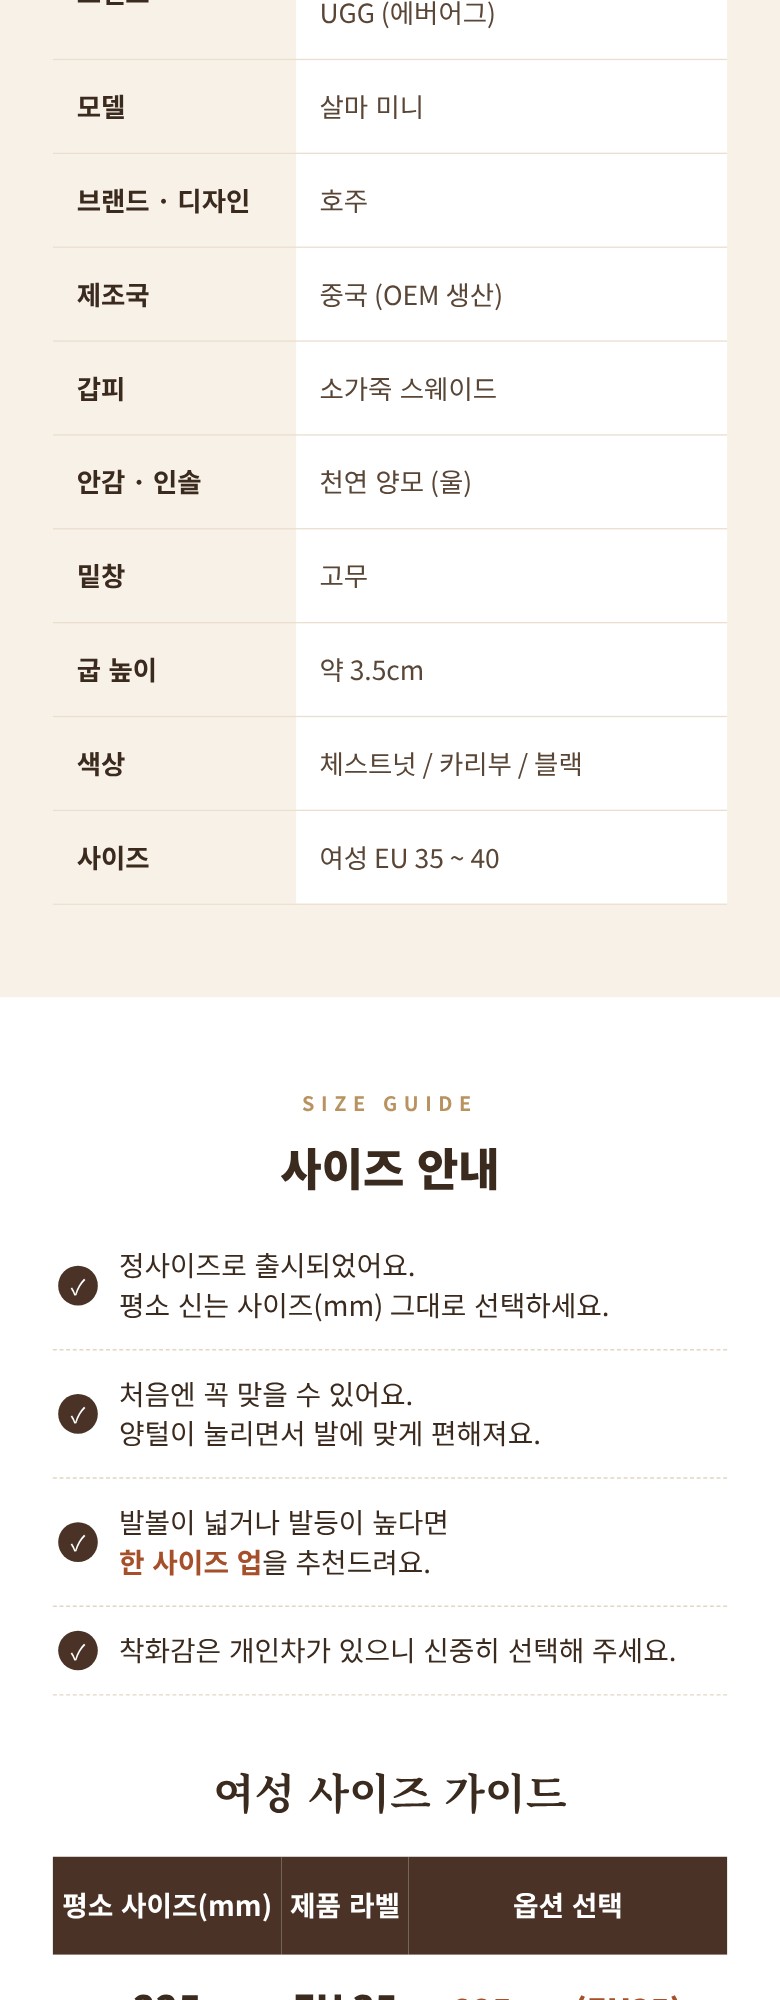 UGG (에버어그)
모델 살마 미니
브랜드 · 디자인 호주
제조국 중국 (OEM 생산)
갑피 소가죽 스웨이드
안감 · 인솔 천연 양모 (울)
밑창 고무
굽 높이 약 3.5cm
색상 체스트넛 / 카리부 / 블랙
사이즈 여성 EU 35 ~ 40
SIZE GUIDE
사이즈 안내
정사이즈로 출시되었어요.
평소 신는 사이즈(mm) 그대로 선택하세요.
처음엔 꼭 맞을 수 있어요.
양털이 눌리면서 발에 맞게 편해져요.
발볼이 넓거나 발등이 높다면
한 사이즈 업을 추천드려요.
착화감은 개인차가 있으니 신중히 선택해 주세요.
여성 사이즈 가이드
평소 사이즈(mm) 제품 라벨 옵션 선택